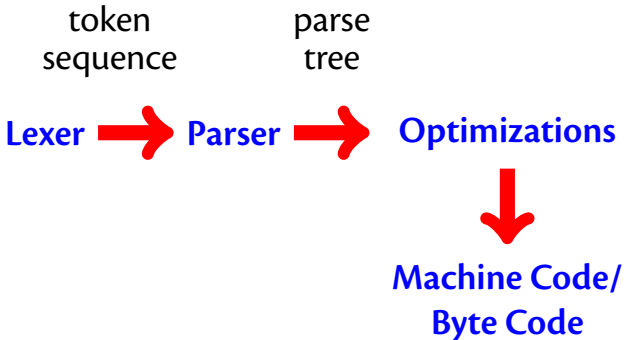 token
sequence
parse
tree
Lexer
Parser
Optimizations
Machine Code/
Byte Code